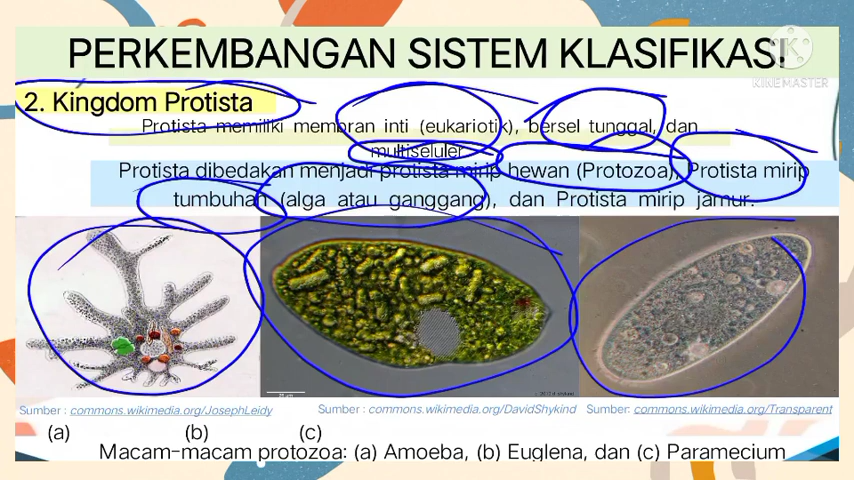 PERKEMBANGAN SISTEM KLASIFIKASI
KINEMASTER
2. Kingdom Protista
Protista memiliki membran inti (eukariotik), bersel tunggal, dan
multiseluler
Protista dibedakan menjadi protista mirip hewan (Protozoa), Protista mirip
tumbuhan (alga atau ganggang), dan Protista mirip jamur.
Sumber : commons.wikimedia.org/JosephLeidy
Sumber : commons.wikimedia.org/DavidShykind
Sumber: commons.wikimedia.org/Transparent
(a) (b) (c)
Macam-macam protozoa: (a) Amoeba, (b) Euglena, dan (c) Paramecium